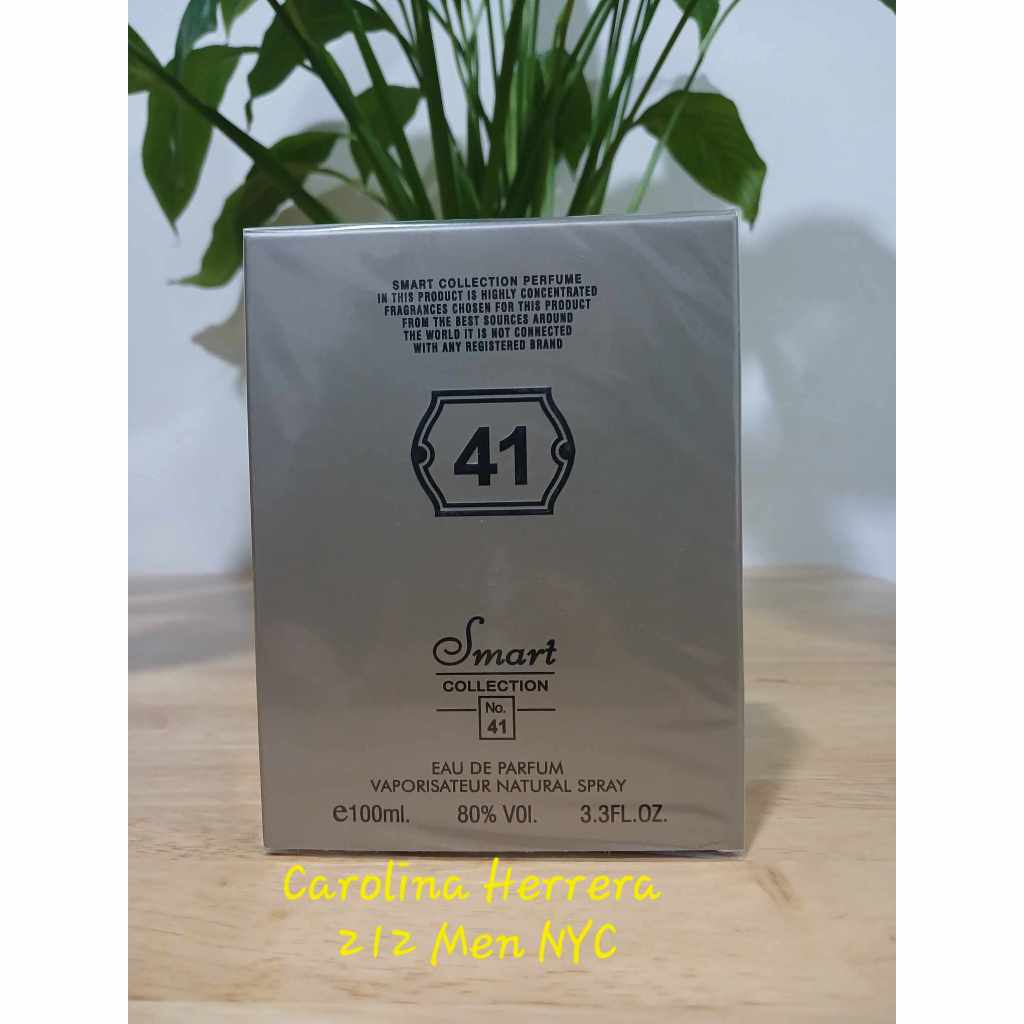 SMART COLLECTION PERFUME
IN THIS PRODUCT IS HIGHLY CONCENTRATED
FRAGRANCES CHOSEN FOR THIS PRODUCT
FROM THE BEST SOURCES AROUND
THE WORLD IT IS NOT CONNECTED
WITH ANY REGISTERED BRAND
41
Smart
COLLECTION
No.
41
EAU DE PARFUM
VAPORISATEUR NATURAL SPRAY
e100ml. 80% VOl. 3.3FL.OZ.
Carolina Herrera
212 Men NYC